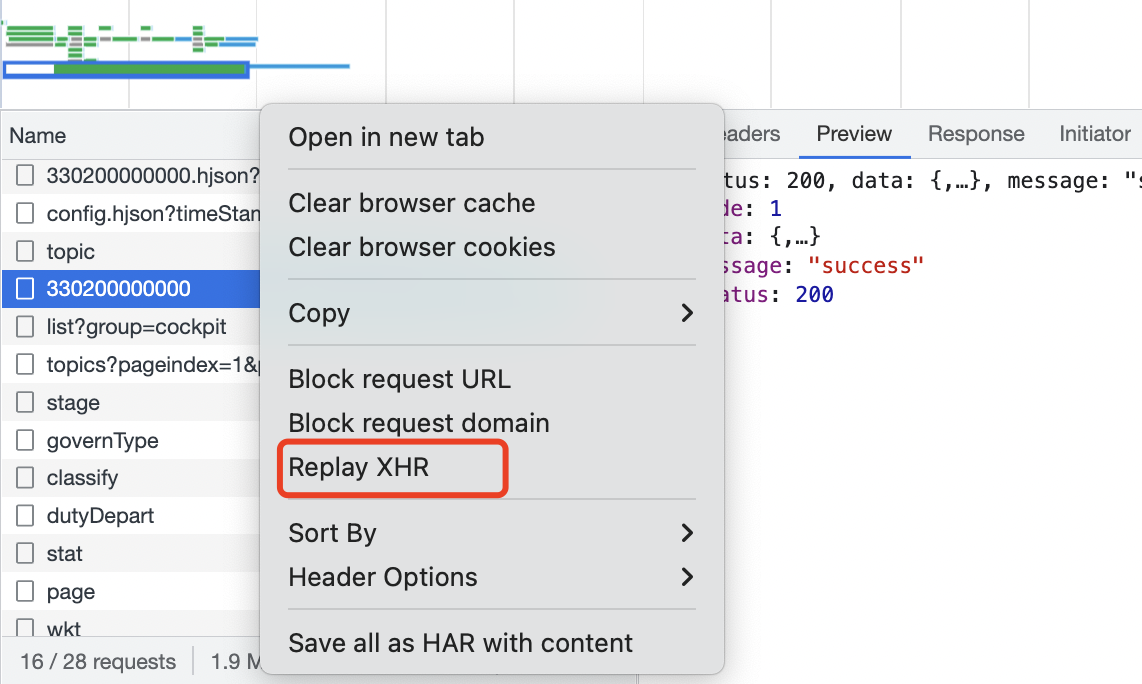 Name
330200000000.hjson?
config.hjson?timeStan
topic
330200000000
list?group=cockpit
topics?pageindex=1&
stage
governType
classify
dutyDepart
stat
page
wkt
16 / 28 requests
1.9 M
Open in new tab
Clear browser cache
Clear browser cookies
Copy
Block request URL
Block request domain
Replay XHR
Sort By
Header Options
Save all as HAR with content
eaders Preview Response Initiator
tus: 200, data: {,…}, message: "s
de: 1
ta: {,…}
ssage: "success"
atus: 200